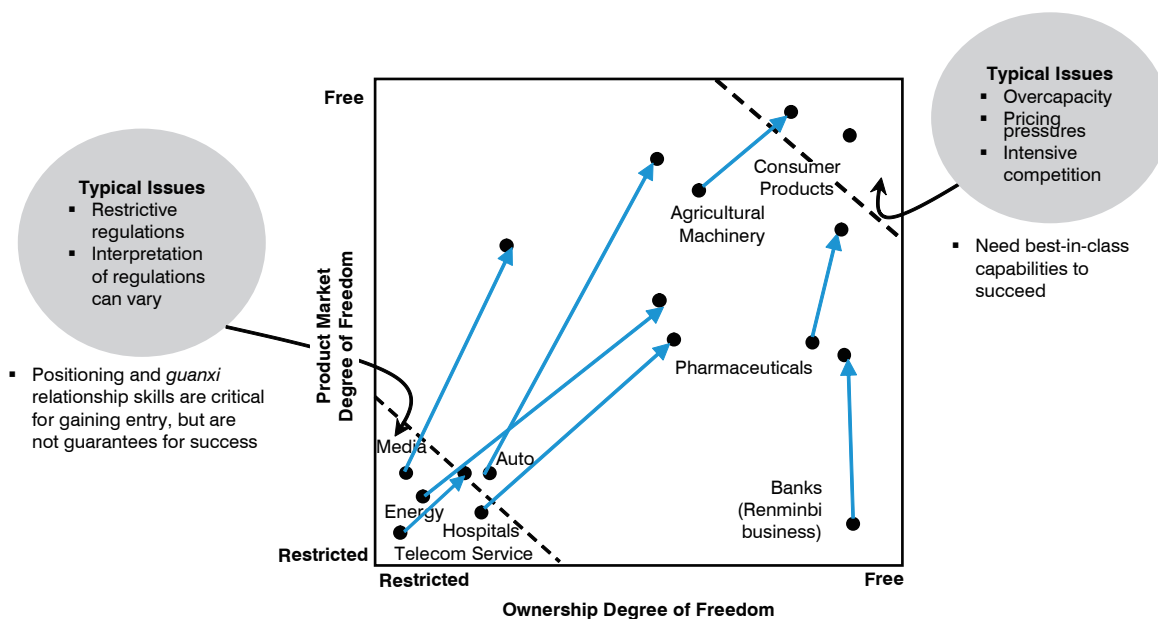 Typical Issues
▪ Restrictive
regulations
▪ Interpretation
of regulations
can vary
▪ Positioning and guanxi
relationship skills are critical
for gaining entry, but are
not guarantees for success
Product Market
Degree of Freedom
Free
Restricted
Consumer
Products
Agricultural
Machinery
Pharmaceuticals
Media
Auto
Energy
Hospitals
Telecom Service
Banks
(Renminbi
business)
Restricted
Free
Ownership Degree of Freedom
Typical Issues
▪ Overcapacity
▪ Pricing
pressures
▪ Intensive
competition
▪ Need best-in-class
capabilities to
succeed